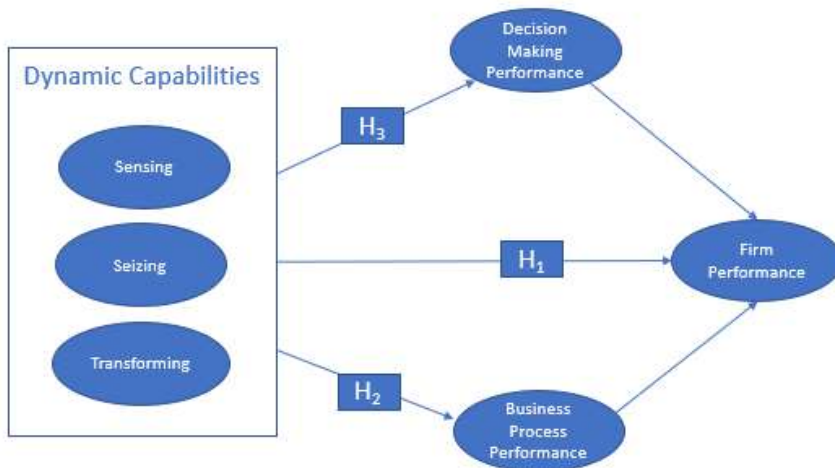 Dynamic Capabilities
Sensing
Seizing
Transforming
H₃
H₁
H₂
Decision
Making
Performance
Firm
Performance
Business
Process
Performance